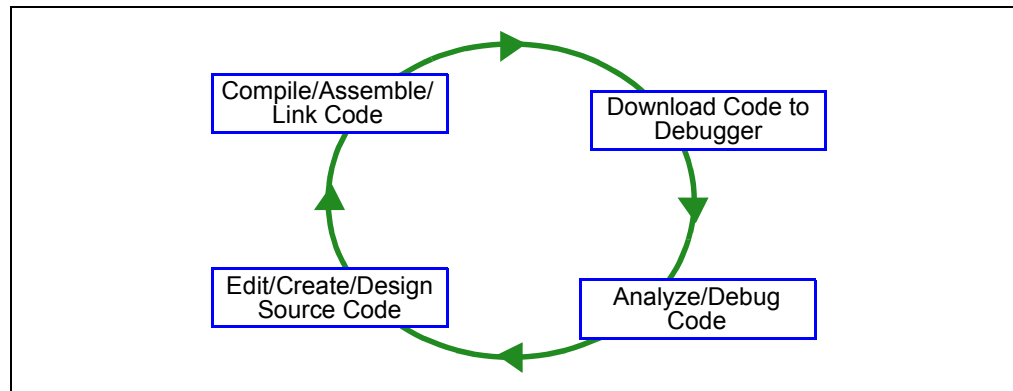 Compile/Assemble/
Link Code
Download Code to
Debugger
Edit/Create/Design
Source Code
Analyze/Debug
Code